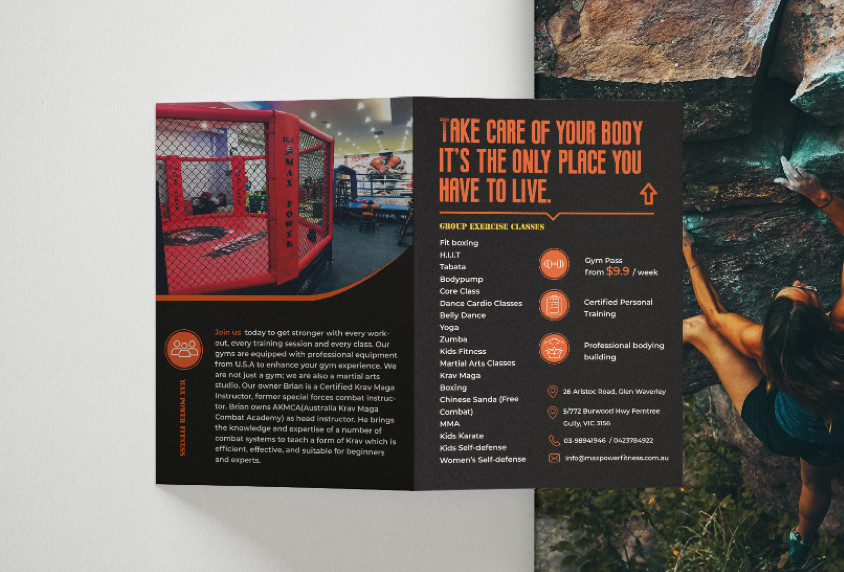 MAX POWER
Join us today to get stronger with every work-
out, every training session and every class. Our
gyms are equipped with professional equipment
from U.S.A to enhance your gym experience. We
are not just a gym; we are also a martial arts
studio. Our owner Brian is a Certified Krav Maga
Instructor, former special forces combat instruc-
tor. Brian owns AKMCA(Australia Krav Maga
Combat Academy) as head instructor. He brings
the knowledge and expertise of a number of
combat systems to teach a form of Krav which is
efficient, effective, and suitable for beginners
and experts.
MAX POWER FITNESS
TAKE CARE OF YOUR BODY
IT'S THE ONLY PLACE YOU
HAVE TO LIVE.
GROUP EXERCISE CLASSES
Fit boxing
H.I.I.T
Tabata
Bodypump
Core Class
Dance Cardio Classes
Belly Dance
Yoga
Zumba
Kids Fitness
Martial Arts Classes
Krav Maga
Boxing
Chinese Sanda (Free
Combat)
MMA
Kids Karate
Kids Self-defense
Women's Self-defense
Gym Pass
from $9.9 / week
Certified Personal
Training
Professional bodying
building
26 Aristoc Road, Glen Waverley
5/772 Burwood Hwy Ferntree
Gully, VIC 3156
03-98941946 / 0423784922
info@maxpowerfitness.com.au